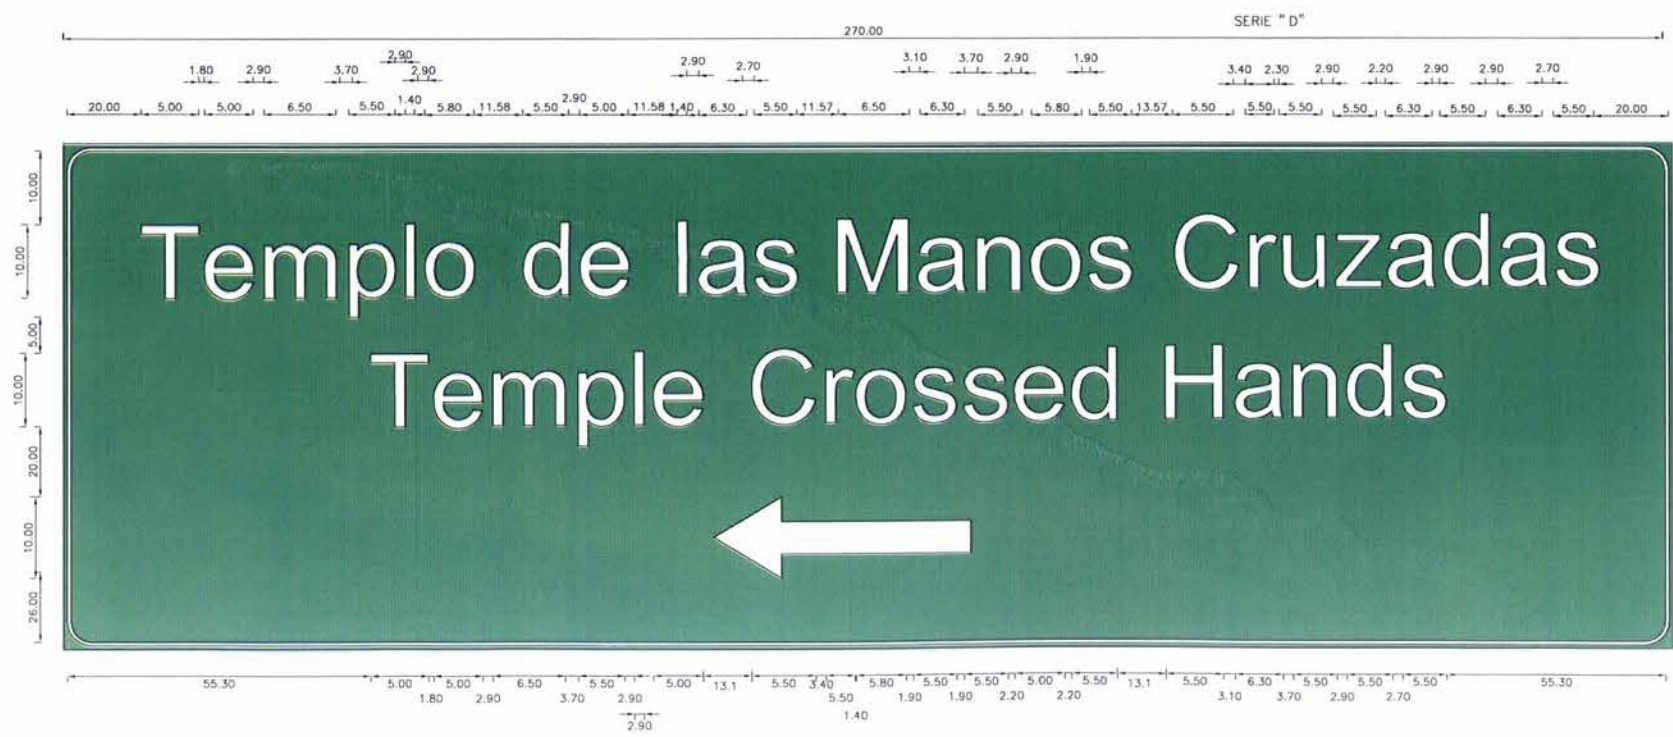 SERIE "D"
270.00
2.90
1.80 2.90 3.70 2.90 2.90 2.70 3.10 3.70 2.90 1.90 3.40 2.30 2.90 2.20 2.90 2.90 2.70
20.00 5.00 5.00 6.50 5.50 1.40 5.80 11.58 5.50 2.90 5.00 11.58 1.40 6.30 5.50 11.57 6.50 6.30 5.50 5.80 5.50 13.57 5.50 5.50 5.50 5.50 6.30 5.50 6.30 5.50 20.00
10.00
10.00
5.00
10.00
20.00
10.00
26.00
Templo de las Manos Cruzadas
Temple Crossed Hands
55.30 5.00 5.00 6.50 5.50 5.00 13.1 5.50 3.40 5.80 5.50 5.50 5.00 5.50 13.1 5.50 6.30 5.50 5.50 5.50 55.30
1.80 2.90 3.70 2.90 5.50 1.90 1.90 2.20 2.20 3.10 3.70 2.90 2.70
2.90 1.40